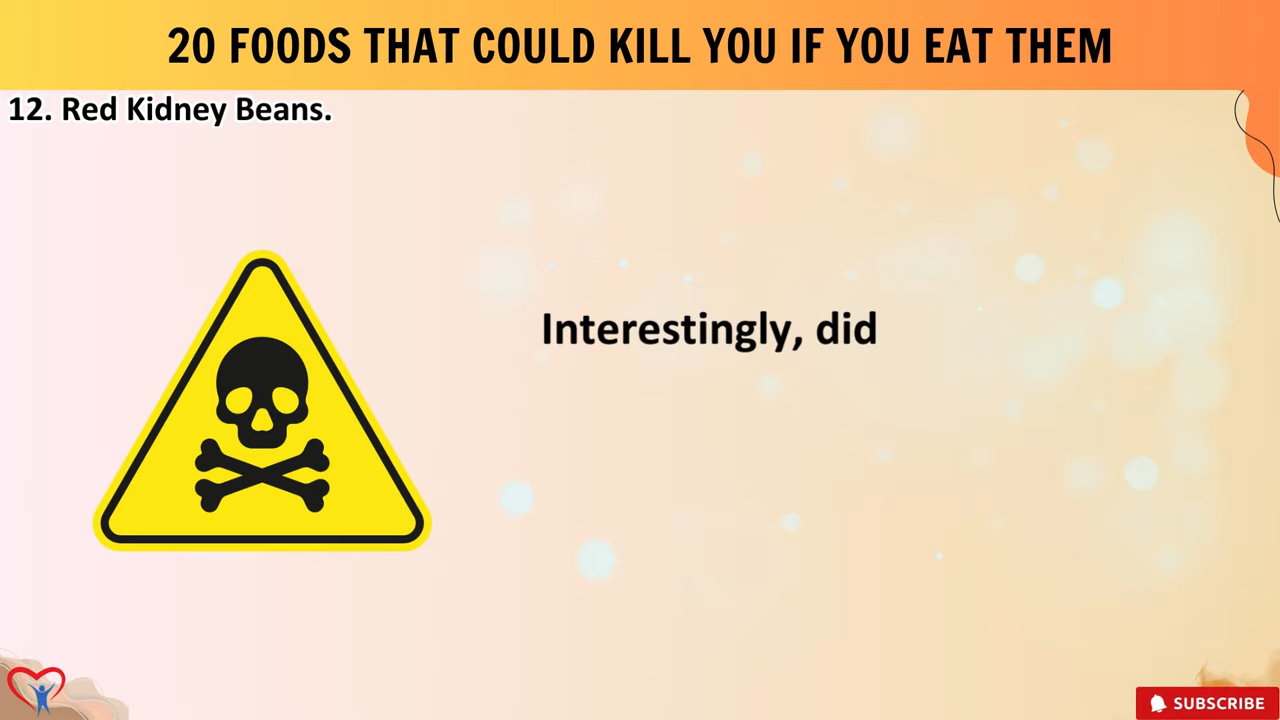 20 FOODS THAT COULD KILL YOU IF YOU EAT THEM
12. Red Kidney Beans.
Interestingly, did
SUBSCRIBE